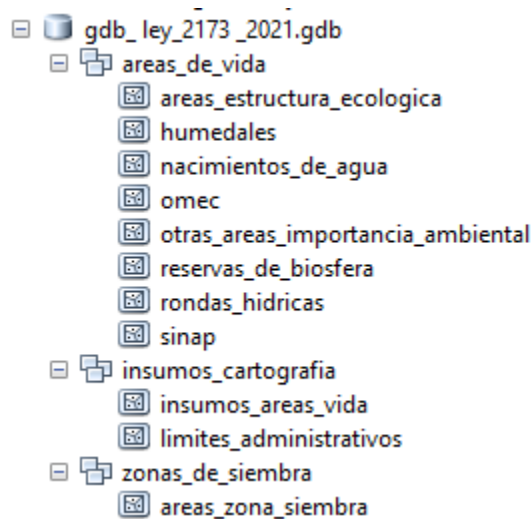 gdb_ ley_2173 _2021.gdb
areas_de_vida
areas_estructura_ecologica
humedales
nacimientos_de_agua
omec
otras_areas_importancia_ambiental
reservas_de_biosfera
rondas_hidricas
sinap
insumos_cartografia
insumos_areas_vida
limites_administrativos
zonas_de_siembra
areas_zona_siembra